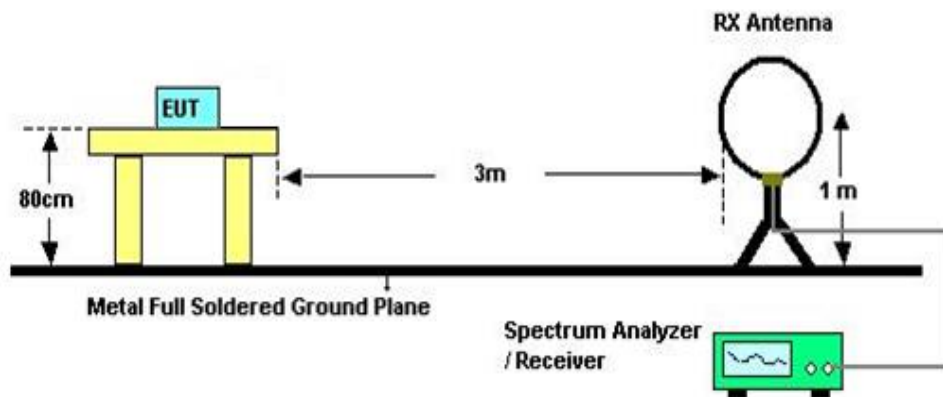 RX Antenna
EUT
3m
80cm
1 m
Metal Full Soldered Ground Plane
Spectrum Analyzer
/ Receiver